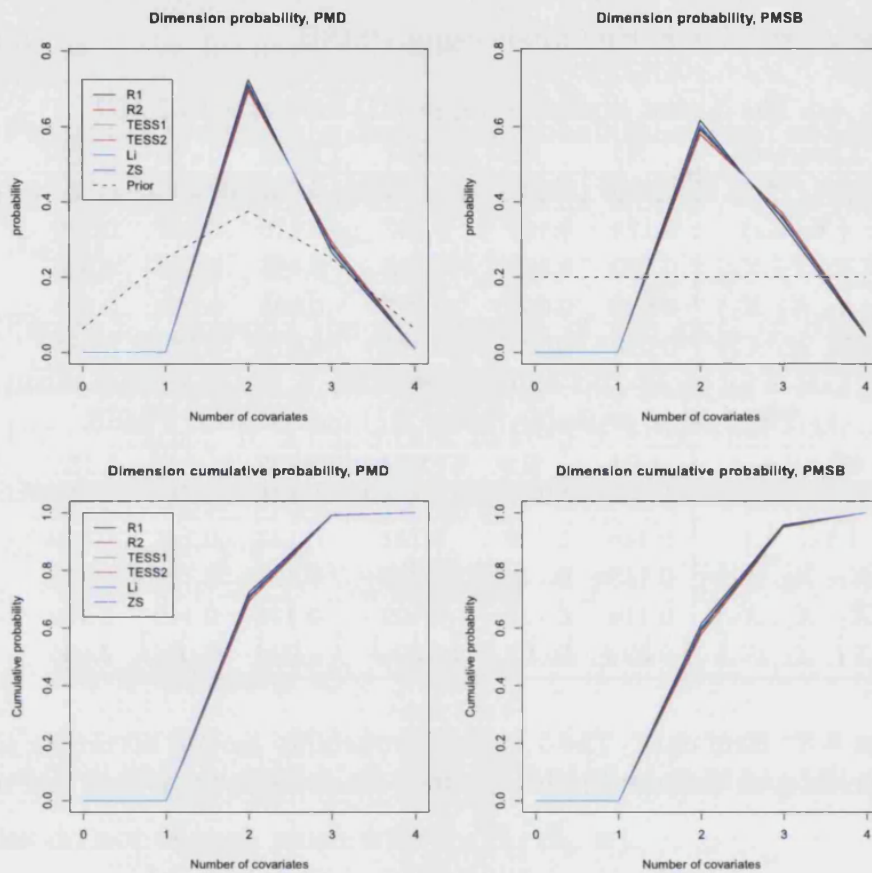 Dimension probability, PMD
probability
0.8
0.6
0.4
0.2
0.0
R1
R2
TESS1
TESS2
Li
ZS
Prior
0 1 2 3 4
Number of covariates
Dimension probability, PMSB
probability
0.8
0.6
0.4
0.2
0.0
0 1 2 3 4
Number of covariates
Dimension cumulative probability, PMD
Cumulative probability
1.0
0.8
0.6
0.4
0.2
0.0
R1
R2
TESS1
TESS2
Li
ZS
0 1 2 3 4
Number of covariates
Dimension cumulative probability, PMSB
Cumulative probability
1.0
0.8
0.6
0.4
0.2
0.0
0 1 2 3 4
Number of covariates